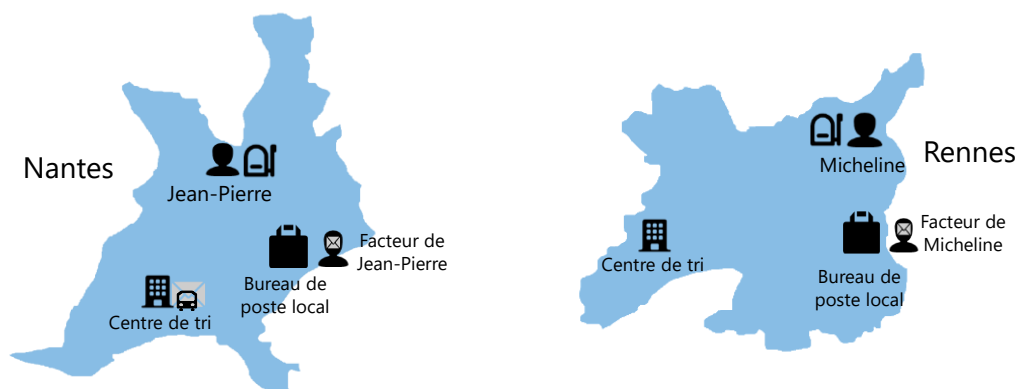 Nantes
Jean-Pierre
Facteur de
Jean-Pierre
Bureau de
poste local
Centre de tri
Rennes
Micheline
Facteur de
Micheline
Centre de tri
Bureau de
poste local